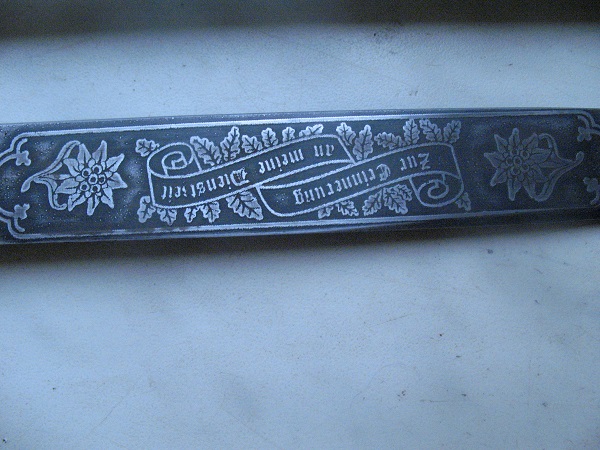 Zur Erinnerung
an meine Dienstzeit